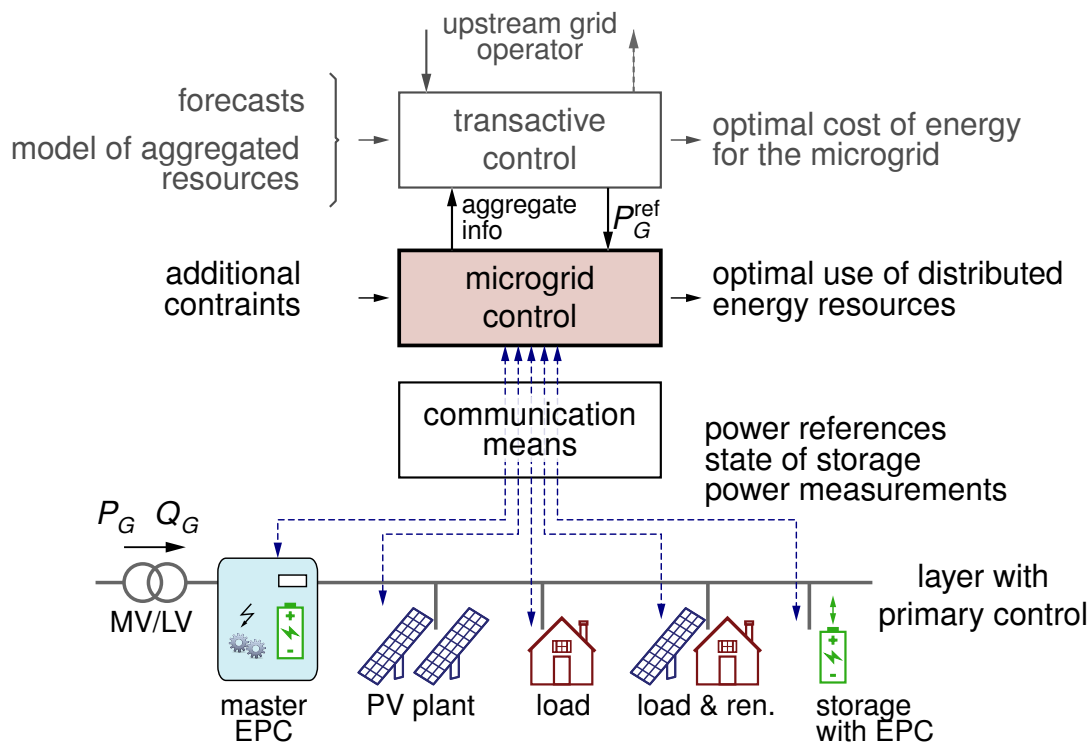 upstream grid
operator
forecasts
model of aggregated
resources
transactive
control
optimal cost of energy
for the microgrid
aggregate
info
P_G^ref
additional
contraints
microgrid
control
optimal use of distributed
energy resources
communication
means
power references
state of storage
power measurements
P_G Q_G
MV/LV
layer with
primary control
master
EPC
PV plant
load
load & ren.
storage
with EPC